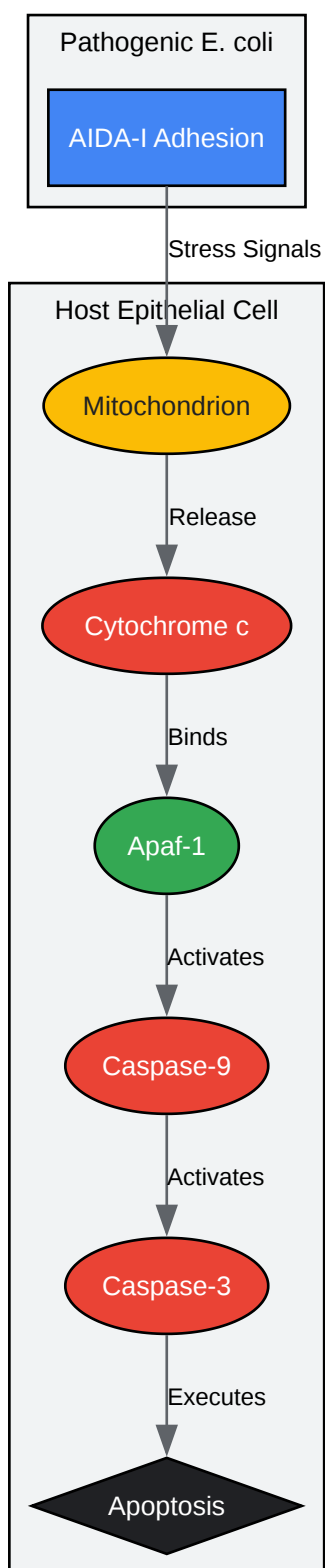 Pathogenic E. coli
AIDA-I Adhesion
Stress Signals
Host Epithelial Cell
Mitochondrion
Release
Cytochrome c
Binds
Apaf-1
Activates
Caspase-9
Activates
Caspase-3
Executes
Apoptosis